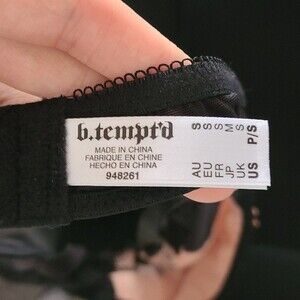 b.tempt'd
MADE IN CHINA
FABRIQUE EN CHINE
HECHO EN CHINA
948261
AU S
EU S
FR S
JP M
UK S
US P/S